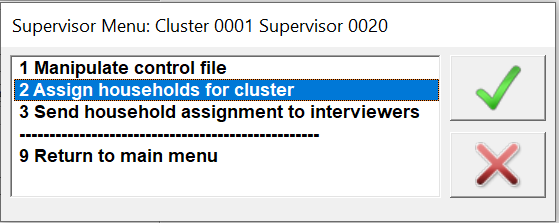 Supervisor Menu: Cluster 0001 Supervisor 0020
1 Manipulate control file
2 Assign households for cluster
3 Send household assignment to interviewers
------------------------------------------------
9 Return to main menu